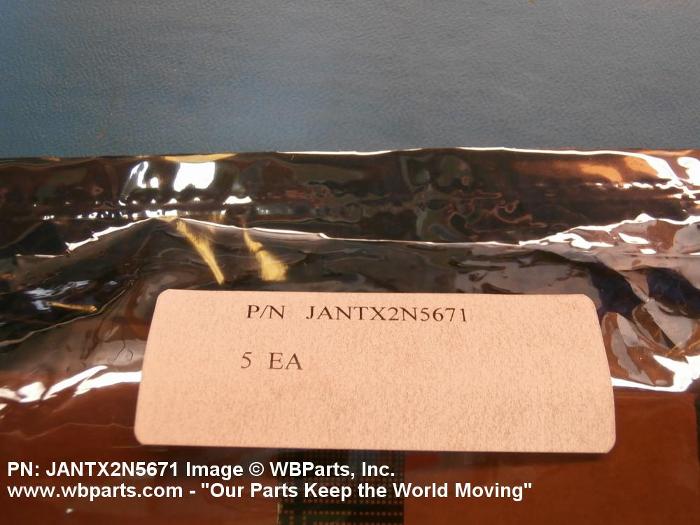 P/N JANTX2N5671
5 EA
PN: JANTX2N5671 Image © WBParts, Inc.
www.wbparts.com - "Our Parts Keep the World Moving"